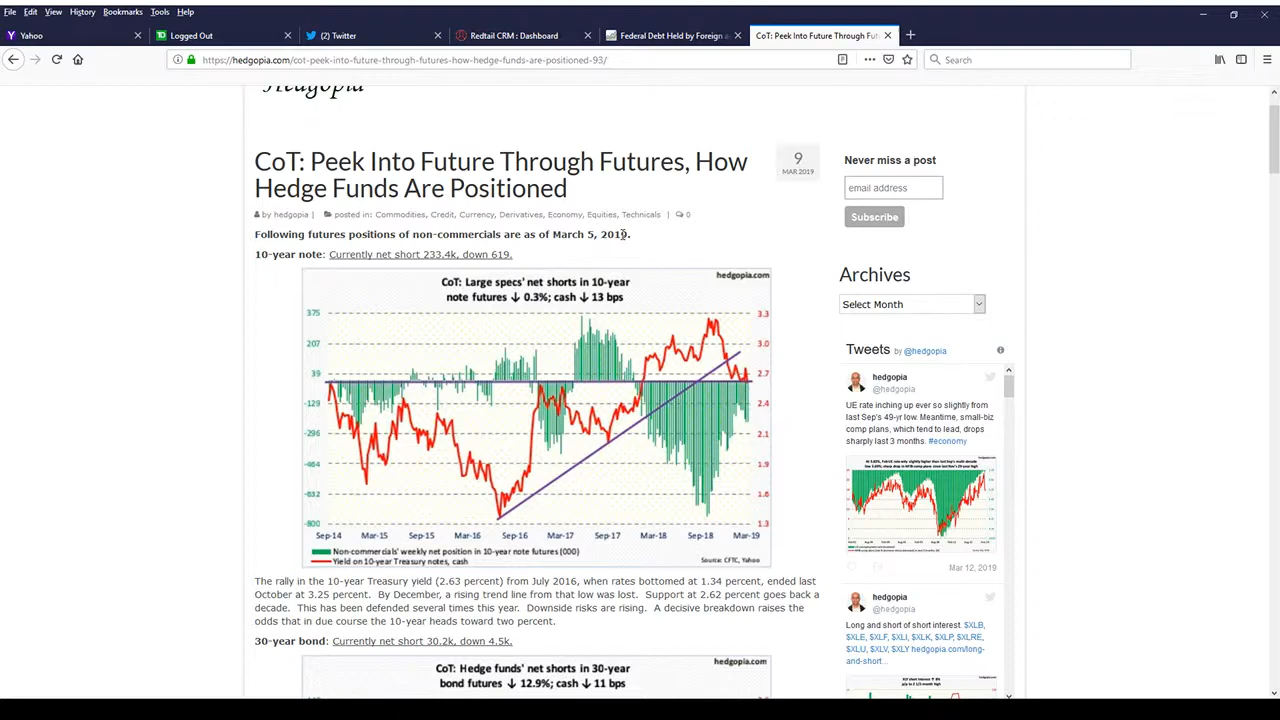 File Edit View History Bookmarks Tools Help
Yahoo
Logged Out
(2) Twitter
Redtail CRM : Dashboard
Federal Debt Held by Foreign a
CoT: Peek Into Future Through Fut
https://hedgopia.com/cot-peek-into-future-through-futures-how-hedge-funds-are-positioned-93/
Search
Hedgopia
CoT: Peek Into Future Through Futures, How
Hedge Funds Are Positioned
9
MAR 2019
by hedgopia | posted in: Commodities, Credit, Currency, Derivatives, Economy, Equities, Technicals | 0
Following futures positions of non-commercials are as of March 5, 2019.
10-year note: Currently net short 233.4k, down 619.
hedgopia.com
CoT: Large specs' net shorts in 10-year
note futures ↓ 0.3%; cash ↓ 13 bps
375 3.3
207 3.0
39 2.7
-129 2.4
-296 2.1
-464 1.9
-632 1.6
-800 1.3
Sep-14 Mar-15 Sep-15 Mar-16 Sep-16 Mar-17 Sep-17 Mar-18 Sep-18 Mar-19
Non-commercials' weekly net position in 10-year note futures (000)
Yield on 10-year Treasury notes, cash
Source: CFTC, Yahoo
The rally in the 10-year Treasury yield (2.63 percent) from July 2016, when rates bottomed at 1.34 percent, ended last
October at 3.25 percent. By December, a rising trend line from that low was lost. Support at 2.62 percent goes back a
decade. This has been defended several times this year. Downside risks are rising. A decisive breakdown raises the
odds that in due course the 10-year heads toward two percent.
30-year bond: Currently net short 30.2k, down 4.5k.
hedgopia.com
CoT: Hedge funds' net shorts in 30-year
bond futures ↓ 12.9%; cash ↓ 11 bps
Never miss a post
email address
Subscribe
Archives
Select Month
Tweets by @hedgopia
hedgopia
@hedgopia
UE rate inching up ever so slightly from
last Sep's 49-yr low. Meantime, small-biz
comp plans, which tend to lead, drops
sharply last 3 months. #economy
Mar 12, 2019
hedgopia
@hedgopia
Long and short of short interest. $XLB,
$XLE, $XLF, $XLI, $XLK, $XLP, $XLRE,
$XLU, $XLV, $XLY hedgopia.com/long-
and-short…